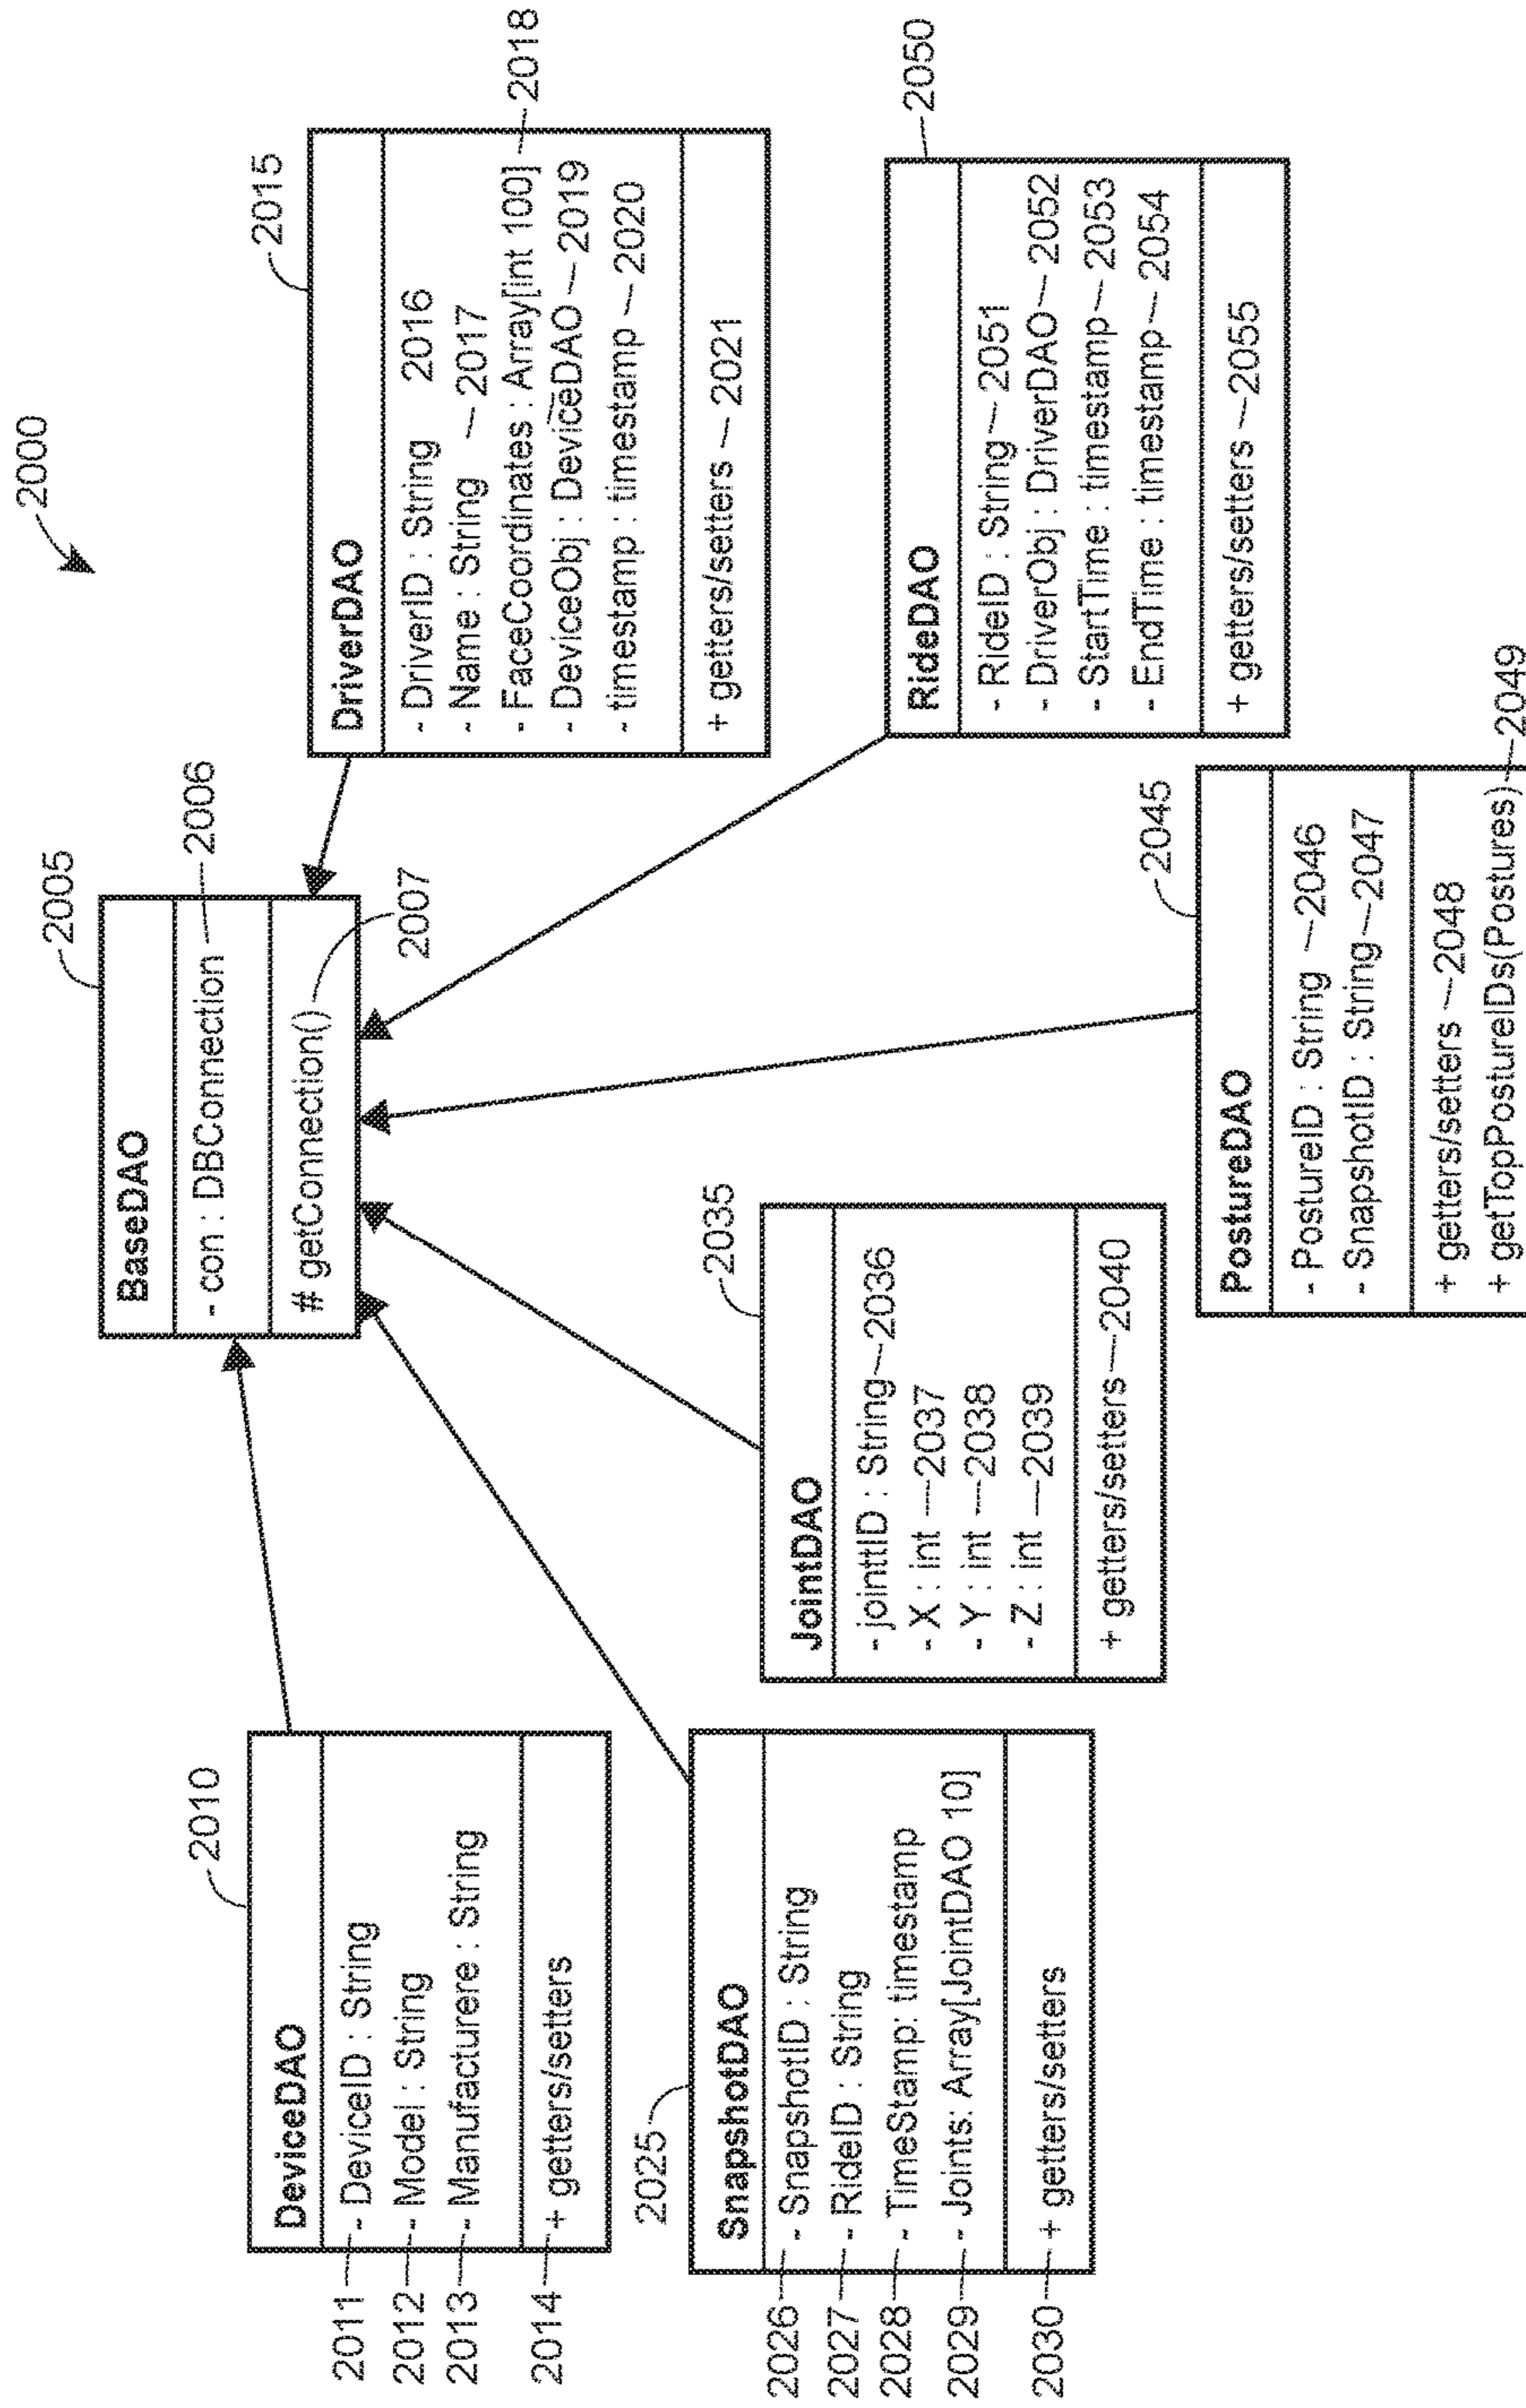 2000
2005
BaseDAO
- con : DBConnection 2006
# getConnection() 2007
2010
DeviceDAO
2011 - DeviceID : String
2012 - Model : String
2013 - Manufacturere : String
2014 + getters/setters
2015
DriverDAO
- DriverID : String 2016
- Name : String 2017
- FaceCoordinates : Array[int 100] 2018
- DeviceObj : DeviceDAO 2019
- timestamp : timestamp 2020
+ getters/setters 2021
2025
SnapshotDAO
2026 - SnapshotID : String
2027 - RideID : String
2028 - TimeStamp: timestamp
2029 - Joints: Array[JointDAO 10]
2030 + getters/setters
2035
JointDAO
- jointtID : String 2036
- X : int 2037
- Y : int 2038
- Z : int 2039
+ getters/setters 2040
2045
PostureDAO
- PostureID : String 2046
- SnapshotID : String 2047
+ getters/setters 2048
+ getTopPostureIDs(Postures) 2049
2050
RideDAO
- RideID : String 2051
- DriverObj : DriverDAO 2052
- StartTime : timestamp 2053
- EndTime : timestamp 2054
+ getters/setters 2055